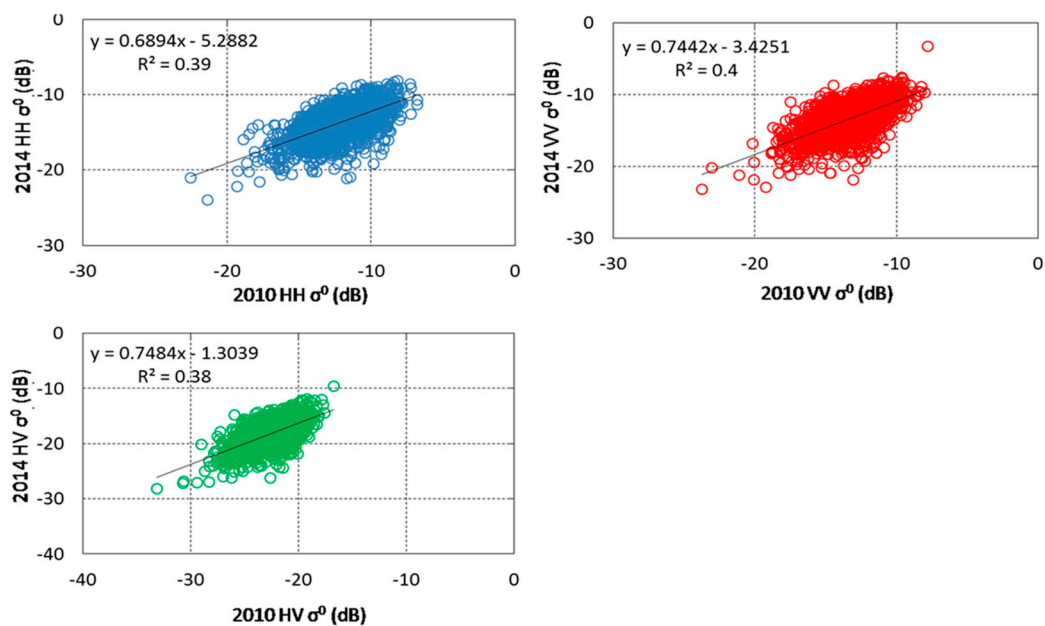 0
y = 0.6894x - 5.2882
R² = 0.39
-10
-20
-30
2014 HH σ⁰ (dB)
-20
-10
0
2010 HH σ⁰ (dB)
0
y = 0.7442x - 3.4251
R² = 0.4
-10
-20
-30
2014 VV σ⁰ (dB)
-30
-20
-10
0
2010 VV σ⁰ (dB)
0
y = 0.7484x - 1.3039
R² = 0.38
-10
-20
-30
-40
2014 HV σ⁰ (dB)
-40
-30
-20
-10
0
2010 HV σ⁰ (dB)